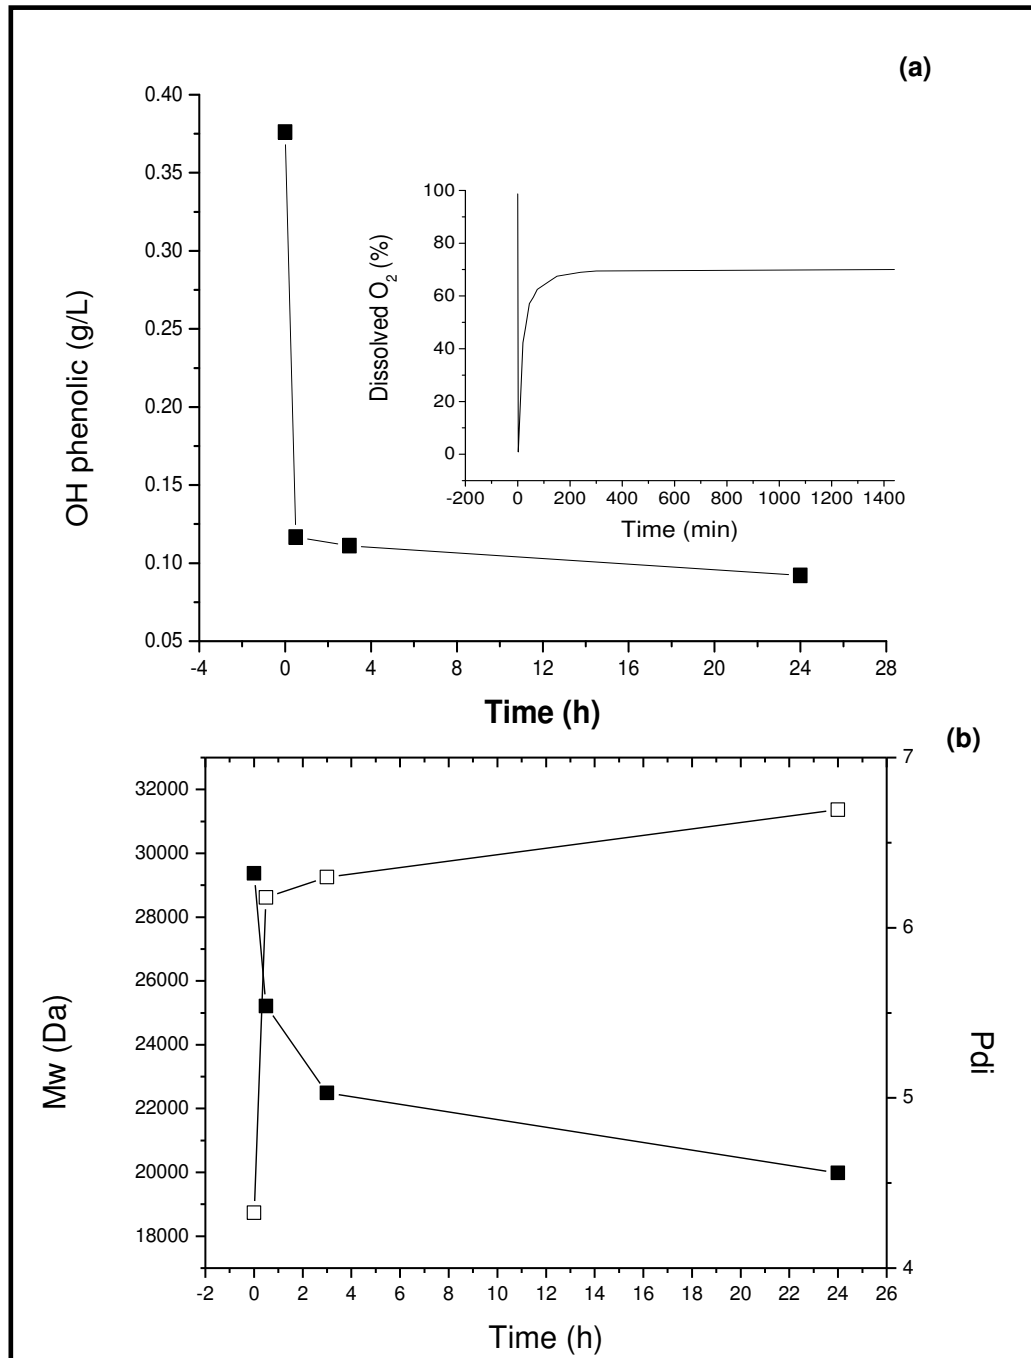 (a)
0.40
0.35
0.30
0.25
0.20
0.15
0.10
0.05
OH phenolic (g/L)
-4 0 4 8 12 16 20 24 28
Time (h)
100
80
60
40
20
0
Dissolved O2 (%)
-200 0 200 400 600 800 1000 1200 1400
Time (min)
(b)
32000
30000
28000
26000
24000
22000
20000
18000
Mw (Da)
7
6
5
4
Pdi
-2 0 2 4 6 8 10 12 14 16 18 20 22 24 26
Time (h)